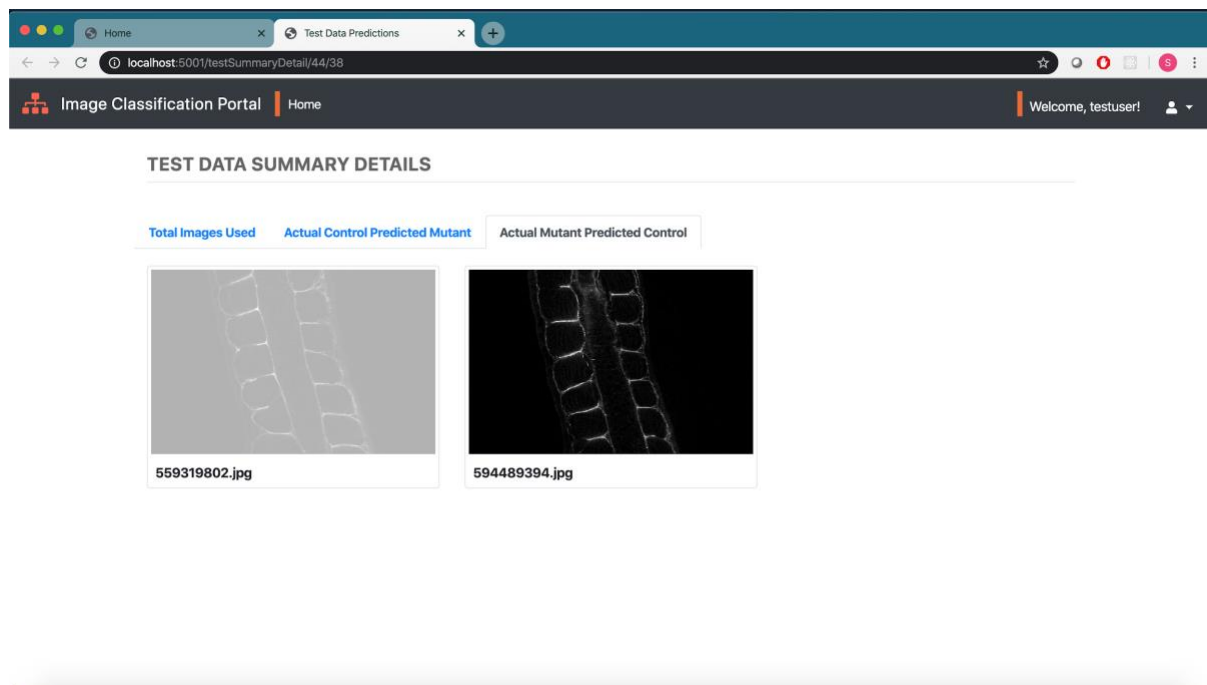 Home
Test Data Predictions
localhost:5001/testSummaryDetail/44/38
S
Image Classification Portal
Home
Welcome, testuser!
TEST DATA SUMMARY DETAILS
Total Images Used
Actual Control Predicted Mutant
Actual Mutant Predicted Control
559319802.jpg
594489394.jpg